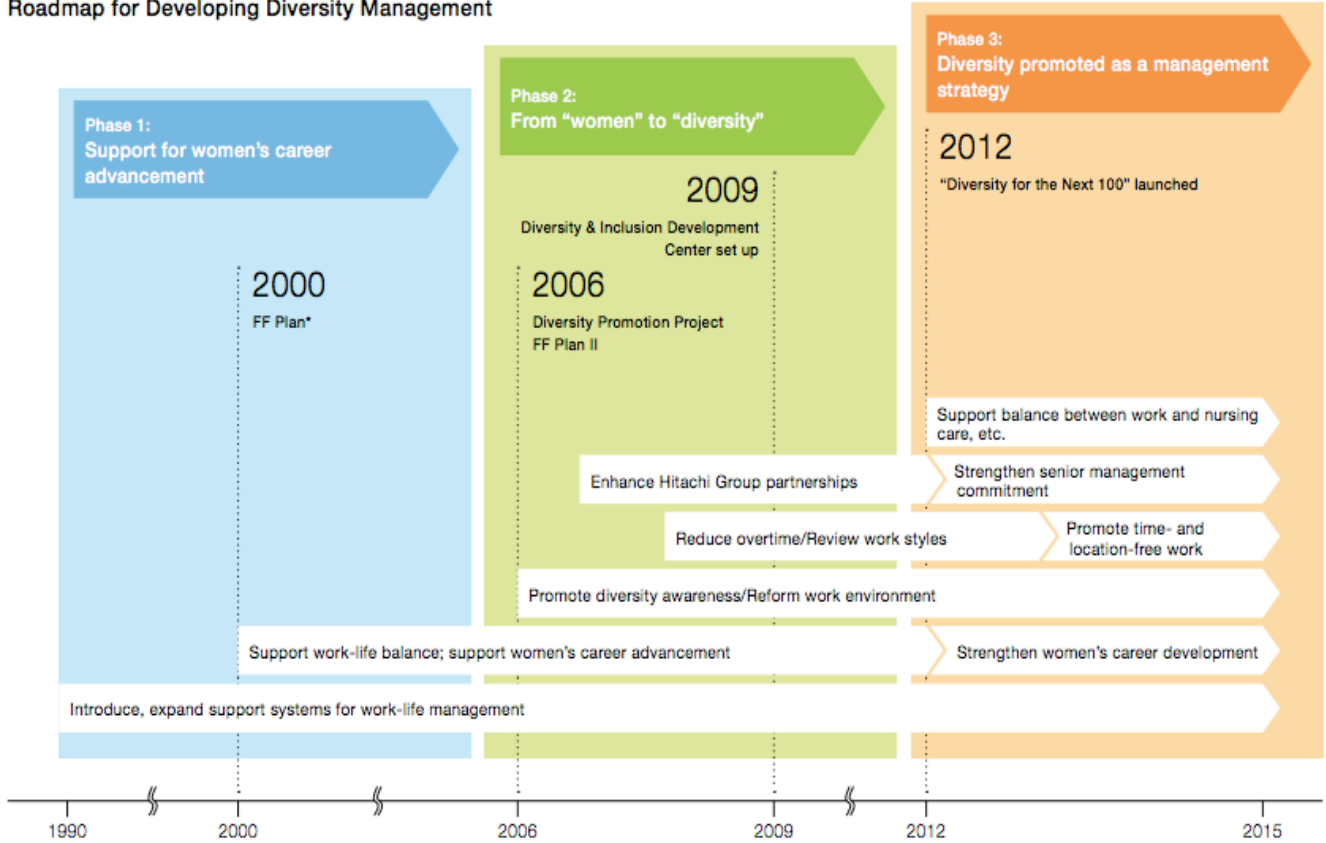 Roadmap for Developing Diversity Management
Phase 1:
Support for women's career
advancement
2000
FF Plan*
Phase 2:
From “women” to “diversity”
2009
Diversity & Inclusion Development
Center set up
2006
Diversity Promotion Project
FF Plan II
Phase 3:
Diversity promoted as a management
strategy
2012
“Diversity for the Next 100” launched
Support balance between work and nursing
care, etc.
Enhance Hitachi Group partnerships
Strengthen senior management
commitment
Reduce overtime/Review work styles
Promote time- and
location-free work
Promote diversity awareness/Reform work environment
Support work-life balance; support women's career advancement
Strengthen women's career development
Introduce, expand support systems for work-life management
1990
2000
2006
2009
2012
2015